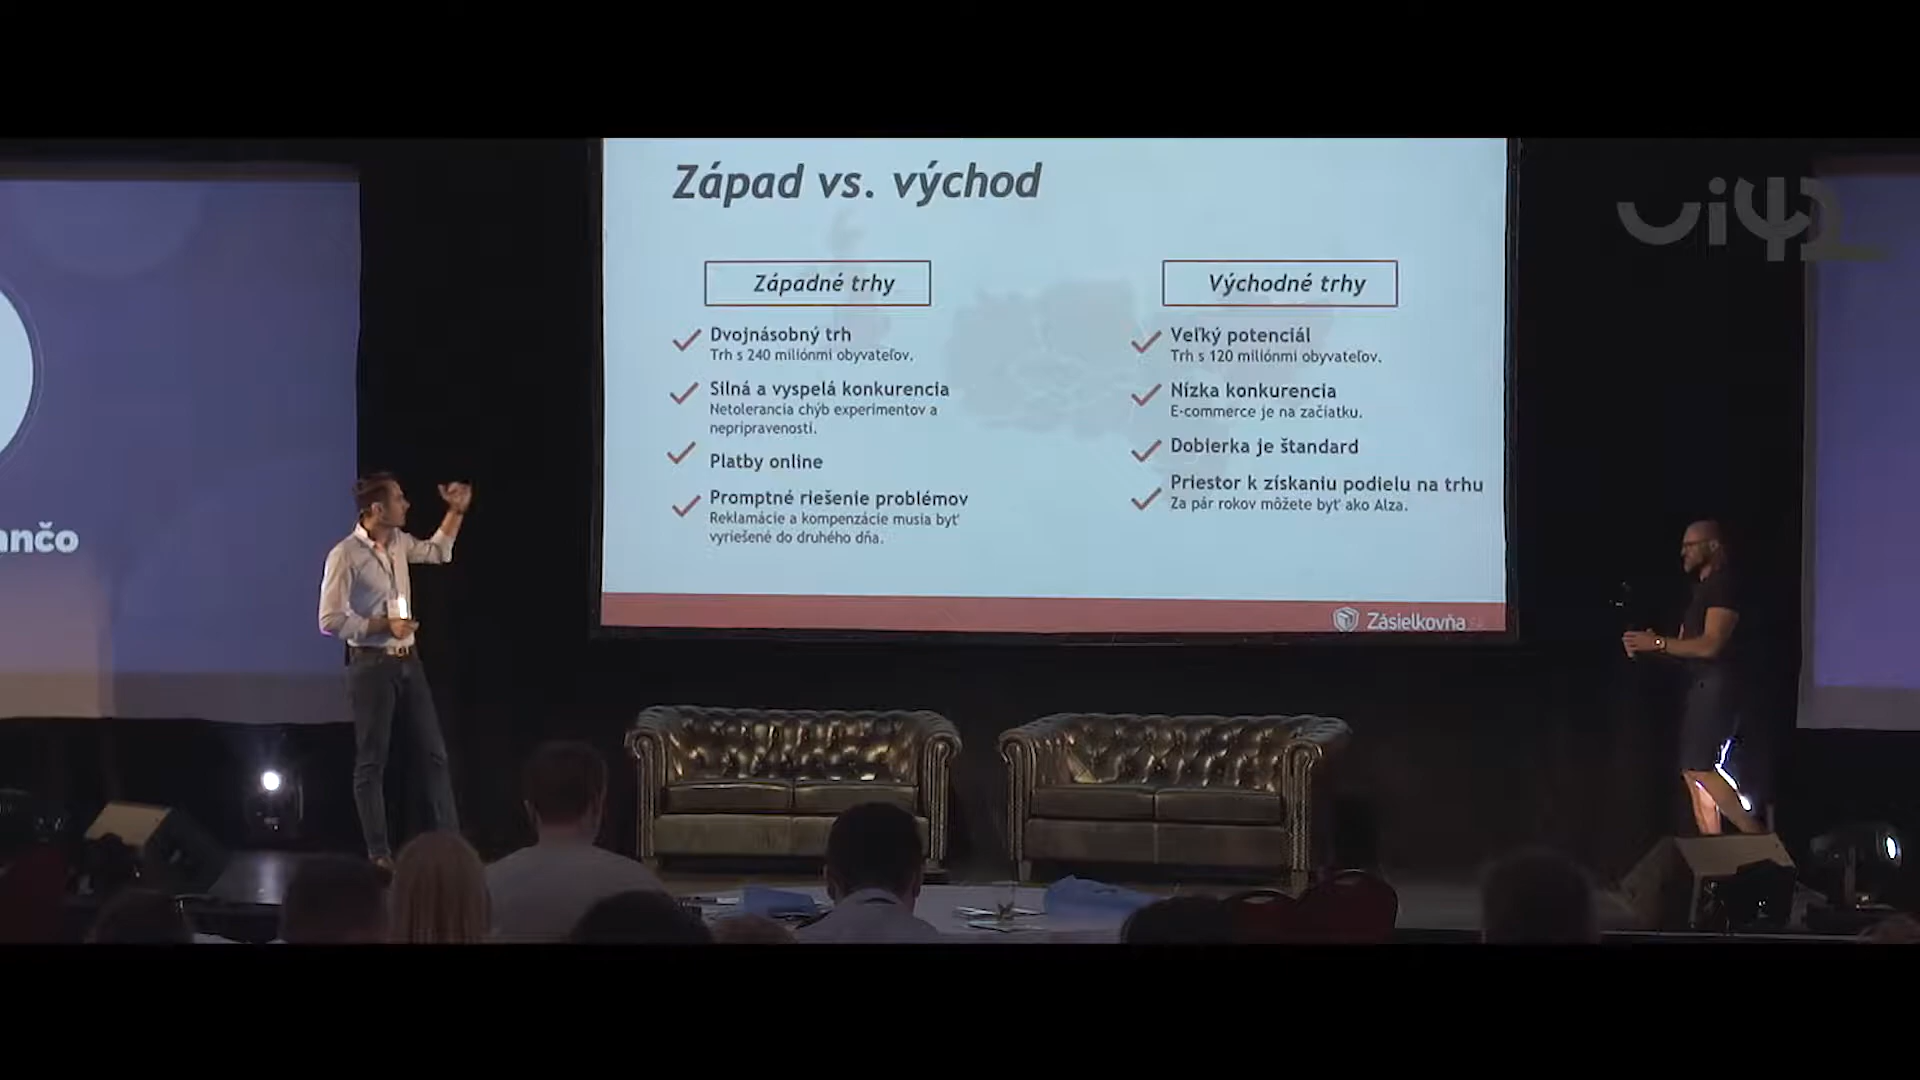 Západ vs. východ
Západné trhy
Dvojnásobný trh
Trh s 240 miliónmi obyvateľov.
Silná a vyspelá konkurencia
Netolerancia chýb experimentov a
nepripravenosti.
Platby online
Promptné riešenie problémov
Reklamácie a kompenzácie musia byť
vyriešené do druhého dňa.
Východné trhy
Veľký potenciál
Trh s 120 miliónmi obyvateľov.
Nízka konkurencia
E-commerce je na začiatku.
Dobierka je štandard
Priestor k získaniu podielu na trhu
Za pár rokov môžete byť ako Alza.
Zásielkovňa
ančo